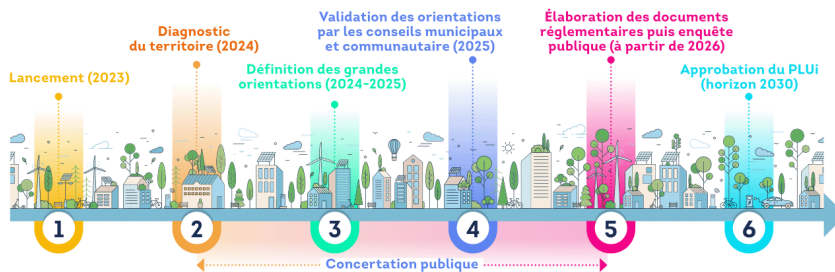 Lancement (2023)
Diagnostic
du territoire (2024)
Définition des grandes
orientations (2024-2025)
Validation des orientations
par les conseils municipaux
et communautaire (2025)
Élaboration des documents
réglementaires puis enquête
publique (à partir de 2026)
Approbation du PLUi
(horizon 2030)
1
2
3
4
5
6
Concertation publique